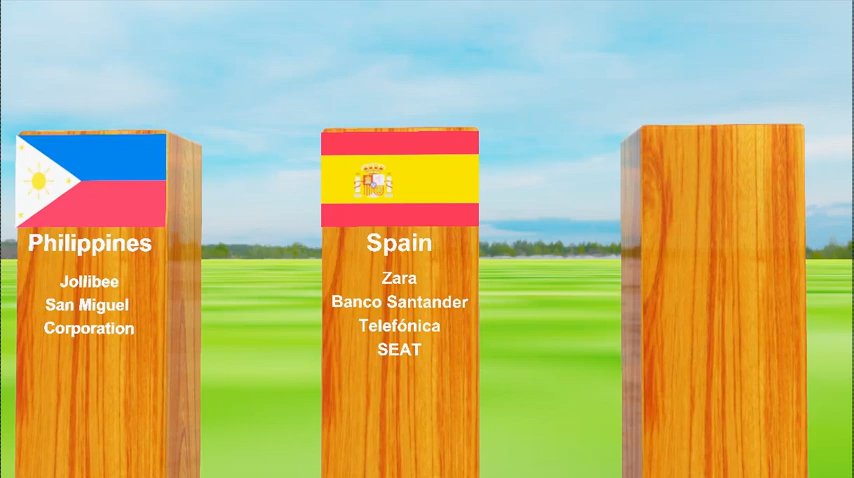 Philippines
Jollibee
San Miguel
Corporation
Spain
Zara
Banco Santander
Telefónica
SEAT